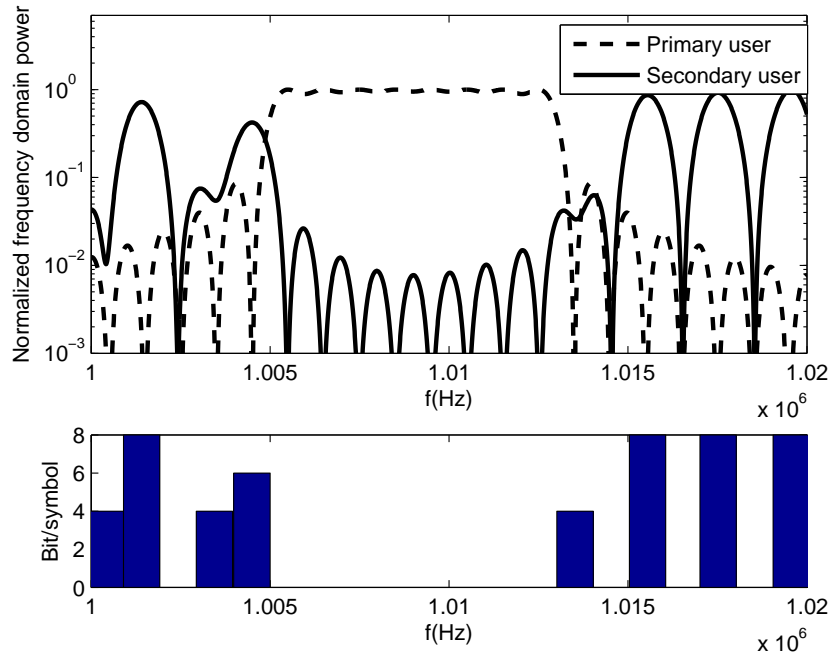 Normalized frequency domain power
10^0
10^-1
10^-2
10^-3
Primary user
Secondary user
1 1.005 1.01 1.015 1.02
f(Hz)
x 10^6
Bit/symbol
8
6
4
2
0
1 1.005 1.01 1.015 1.02
f(Hz)
x 10^6